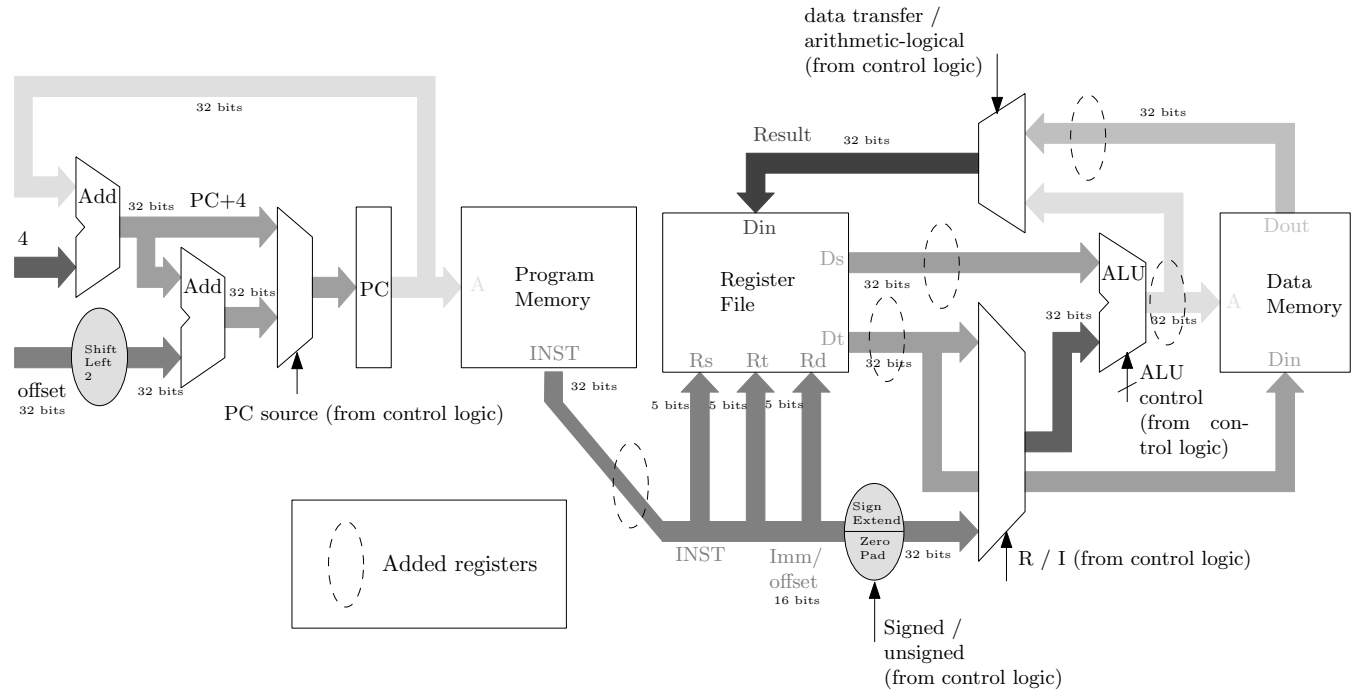 data transfer /
arithmetic-logical
(from control logic)
32 bits
32 bits
Result
32 bits
Add
32 bits
PC+4
4
Din
Dout
Ds
ALU
Program
Memory
Register
File
Data
Memory
A
PC
A
Add
32 bits
32 bits
32 bits
32 bits
Dt
32 bits
Shift
Left
2
INST
Rs
Rt
Rd
Din
offset
32 bits
32 bits
32 bits
5 bits
5 bits
5 bits
ALU
control
(from con-
trol logic)
PC source (from control logic)
Sign
Extend
Zero
Pad
32 bits
INST
Imm/
offset
16 bits
R / I (from control logic)
Added registers
Signed /
unsigned
(from control logic)